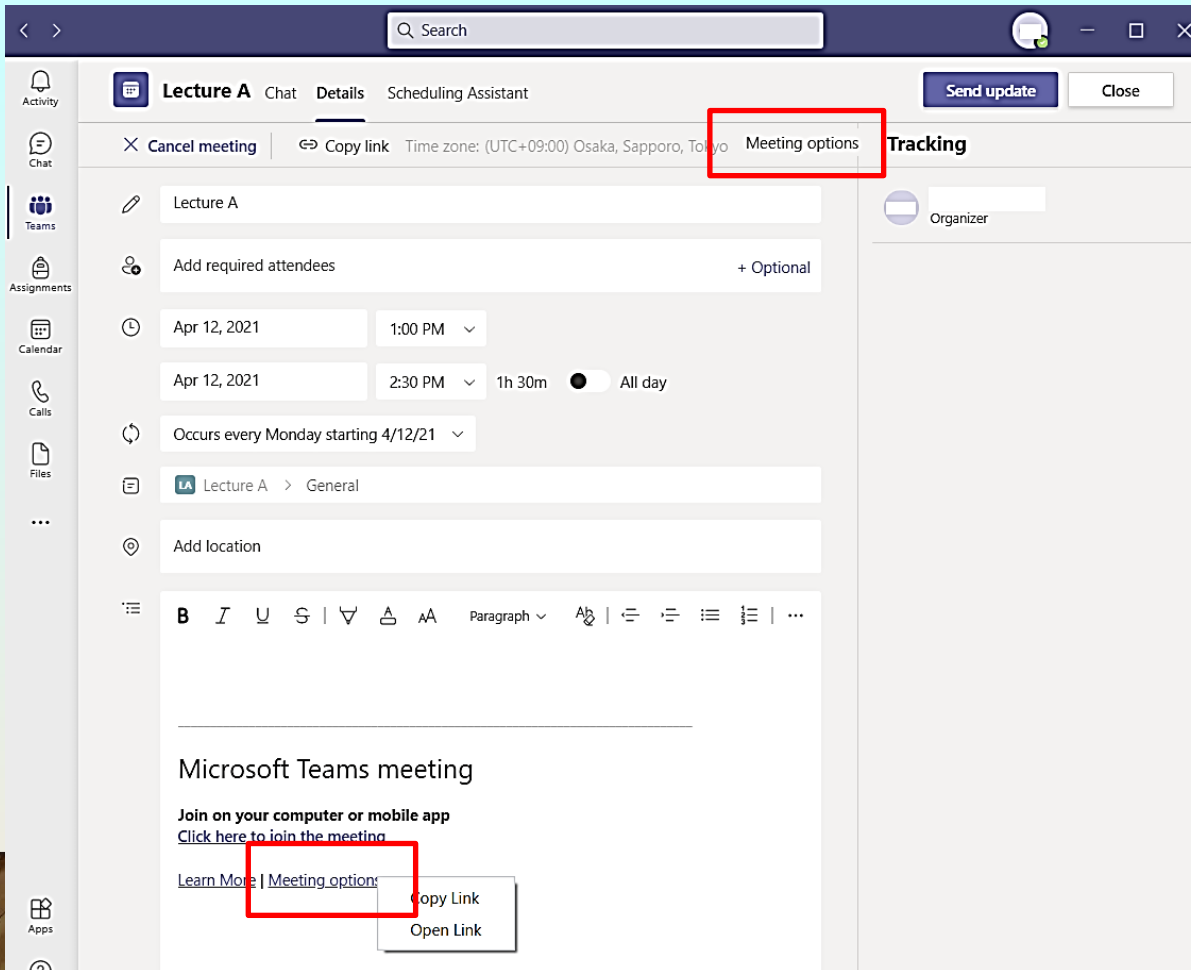 Search
Activity
Chat
Teams
Assignments
Calendar
Calls
Files
Apps
Lecture A Chat Details Scheduling Assistant Send update Close
Cancel meeting Copy link Time zone: (UTC+09:00) Osaka, Sapporo, Tokyo Meeting options Tracking
Lecture A
Organizer
Add required attendees + Optional
Apr 12, 2021 1:00 PM
Apr 12, 2021 2:30 PM 1h 30m All day
Occurs every Monday starting 4/12/21
LA Lecture A > General
Add location
B I U S | A AA Paragraph Ab | | ...
Microsoft Teams meeting
Join on your computer or mobile app
Click here to join the meeting
Learn More | Meeting options
Copy Link
Open Link